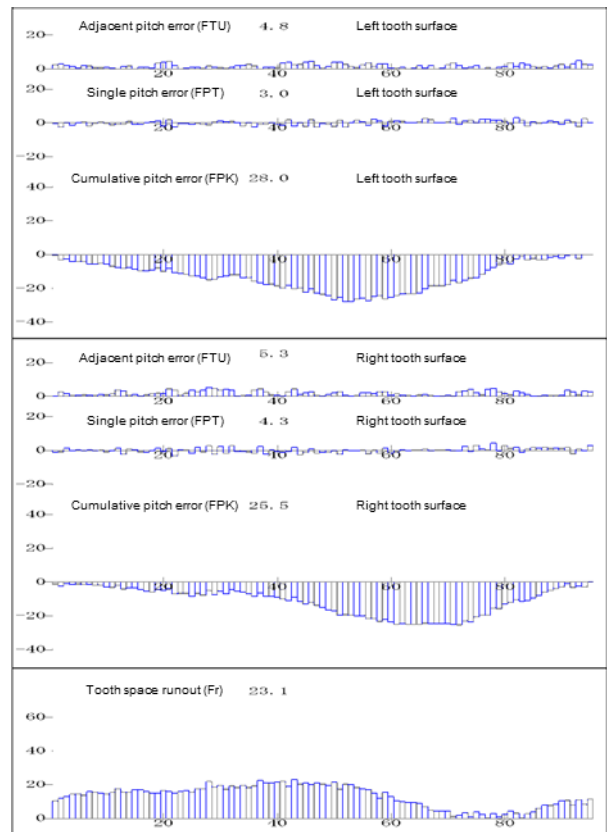 Adjacent pitch error (FTU) 4. 8 Left tooth surface
20
0
20 40 60 80
Single pitch error (FPT) 3. 0 Left tooth surface
20
0
20 40 60 80
-20
Cumulative pitch error (FPK) 28. 0 Left tooth surface
40
20
0
20 40 60 80
-20
-40
Adjacent pitch error (FTU) 5. 3 Right tooth surface
20
0
20 40 60 80
Single pitch error (FPT) 4. 3 Right tooth surface
20
0
20 40 60 80
-20
Cumulative pitch error (FPK) 25. 5 Right tooth surface
40
20
0
20 40 60 80
-20
-40
Tooth space runout (Fr) 23. 1
60
40
20
0
20 40 60 80